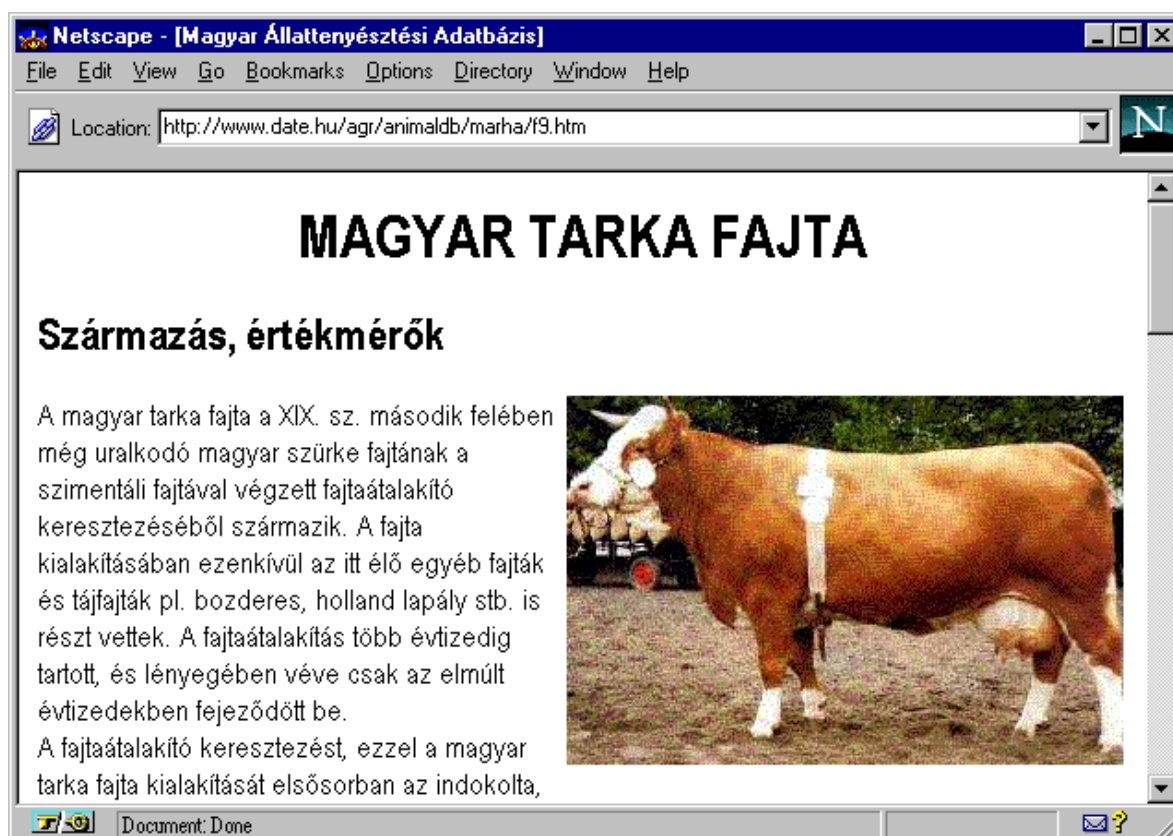 Netscape - [Magyar Állattenyésztési Adatbázis]
File Edit View Go Bookmarks Options Directory Window Help
Location: http://www.date.hu/agr/animaldb/marha/f9.htm
N
MAGYAR TARKA FAJTA
Származás, értékmérők
A magyar tarka fajta a XIX. sz. második felében
még uralkodó magyar szürke fajtának a
szimentáli fajtával végzett fajtaátalakító
keresztezéséből származik. A fajta
kialakításában ezenkívül az itt élő egyéb fajták
és tájfajták pl. bozderes, holland lapály stb. is
részt vettek. A fajtaátalakítás több évtizedig
tartott, és lényegében véve csak az elmúlt
évtizedekben fejeződött be.
A fajtaátalakító keresztezést, ezzel a magyar
tarka fajta kialakítását elsősorban az indokolta,
Document: Done